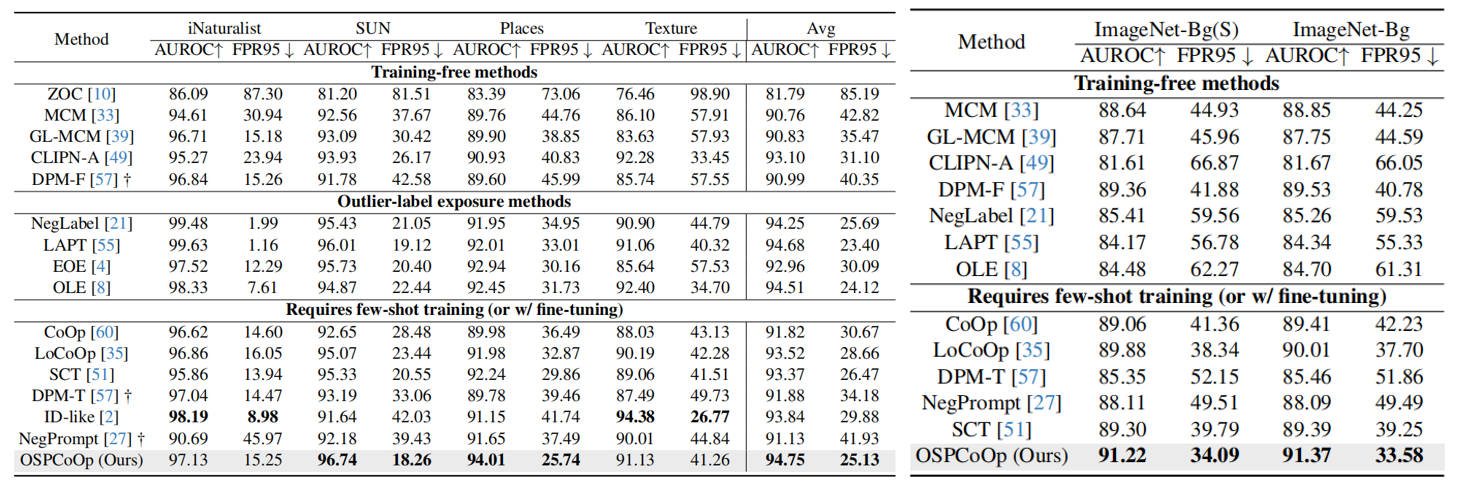 Method iNaturalist SUN Places Texture Avg
AUROC↑ FPR95↓ AUROC↑ FPR95↓ AUROC↑ FPR95↓ AUROC↑ FPR95↓ AUROC↑ FPR95↓
Training-free methods
ZOC [10] 86.09 87.30 81.20 81.51 83.39 73.06 76.46 98.90 81.79 85.19
MCM [33] 94.61 30.94 92.56 37.67 89.76 44.76 86.10 57.91 90.76 42.82
GL-MCM [39] 96.71 15.18 93.09 30.42 89.90 38.85 83.63 57.93 90.83 35.47
CLIPN-A [49] 95.27 23.94 93.93 26.17 90.93 40.83 92.28 33.45 93.10 31.10
DPM-F [57] † 96.84 15.26 91.78 42.58 89.60 45.99 85.74 57.55 90.99 40.35
Outlier-label exposure methods
NegLabel [21] 99.48 1.99 95.43 21.05 91.95 34.95 90.90 44.79 94.25 25.69
LAPT [55] 99.63 1.16 96.01 19.12 92.01 33.01 91.06 40.32 94.68 23.40
EOE [4] 97.52 12.29 95.73 20.40 92.94 30.16 85.64 57.53 92.96 30.09
OLE [8] 98.33 7.61 94.87 22.44 92.45 31.73 92.40 34.70 94.51 24.12
Requires few-shot training (or w/ fine-tuning)
CoOp [60] 96.62 14.60 92.65 28.48 89.98 36.49 88.03 43.13 91.82 30.67
LoCoOp [35] 96.86 16.05 95.07 23.44 91.98 32.87 90.19 42.28 93.52 28.66
SCT [51] 95.86 13.94 95.33 20.55 92.24 29.86 89.06 41.51 93.37 26.47
DPM-T [57] † 97.04 14.47 93.19 33.06 89.78 39.46 87.49 49.73 91.88 34.18
ID-like [2] 98.19 8.98 91.64 42.03 91.15 41.74 94.38 26.77 93.84 29.88
NegPrompt [27] † 90.69 45.97 92.18 39.43 91.65 37.49 90.01 44.84 91.13 41.93
OSPCoOp (Ours) 97.13 15.25 96.74 18.26 94.01 25.74 91.13 41.26 94.75 25.13
Method ImageNet-Bg(S) ImageNet-Bg
AUROC↑ FPR95↓ AUROC↑ FPR95↓
Training-free methods
MCM [33] 88.64 44.93 88.85 44.25
GL-MCM [39] 87.71 45.96 87.75 44.59
CLIPN-A [49] 81.61 66.87 81.67 66.05
DPM-F [57] 89.36 41.88 89.53 40.78
NegLabel [21] 85.41 59.56 85.26 59.53
LAPT [55] 84.17 56.78 84.34 55.33
OLE [8] 84.48 62.27 84.70 61.31
Requires few-shot training (or w/ fine-tuning)
CoOp [60] 89.06 41.36 89.41 42.23
LoCoOp [35] 89.88 38.34 90.01 37.70
DPM-T [57] 85.35 52.15 85.46 51.86
NegPrompt [27] 88.11 49.51 88.09 49.49
SCT [51] 89.30 39.79 89.39 39.25
OSPCoOp (Ours) 91.22 34.09 91.37 33.58